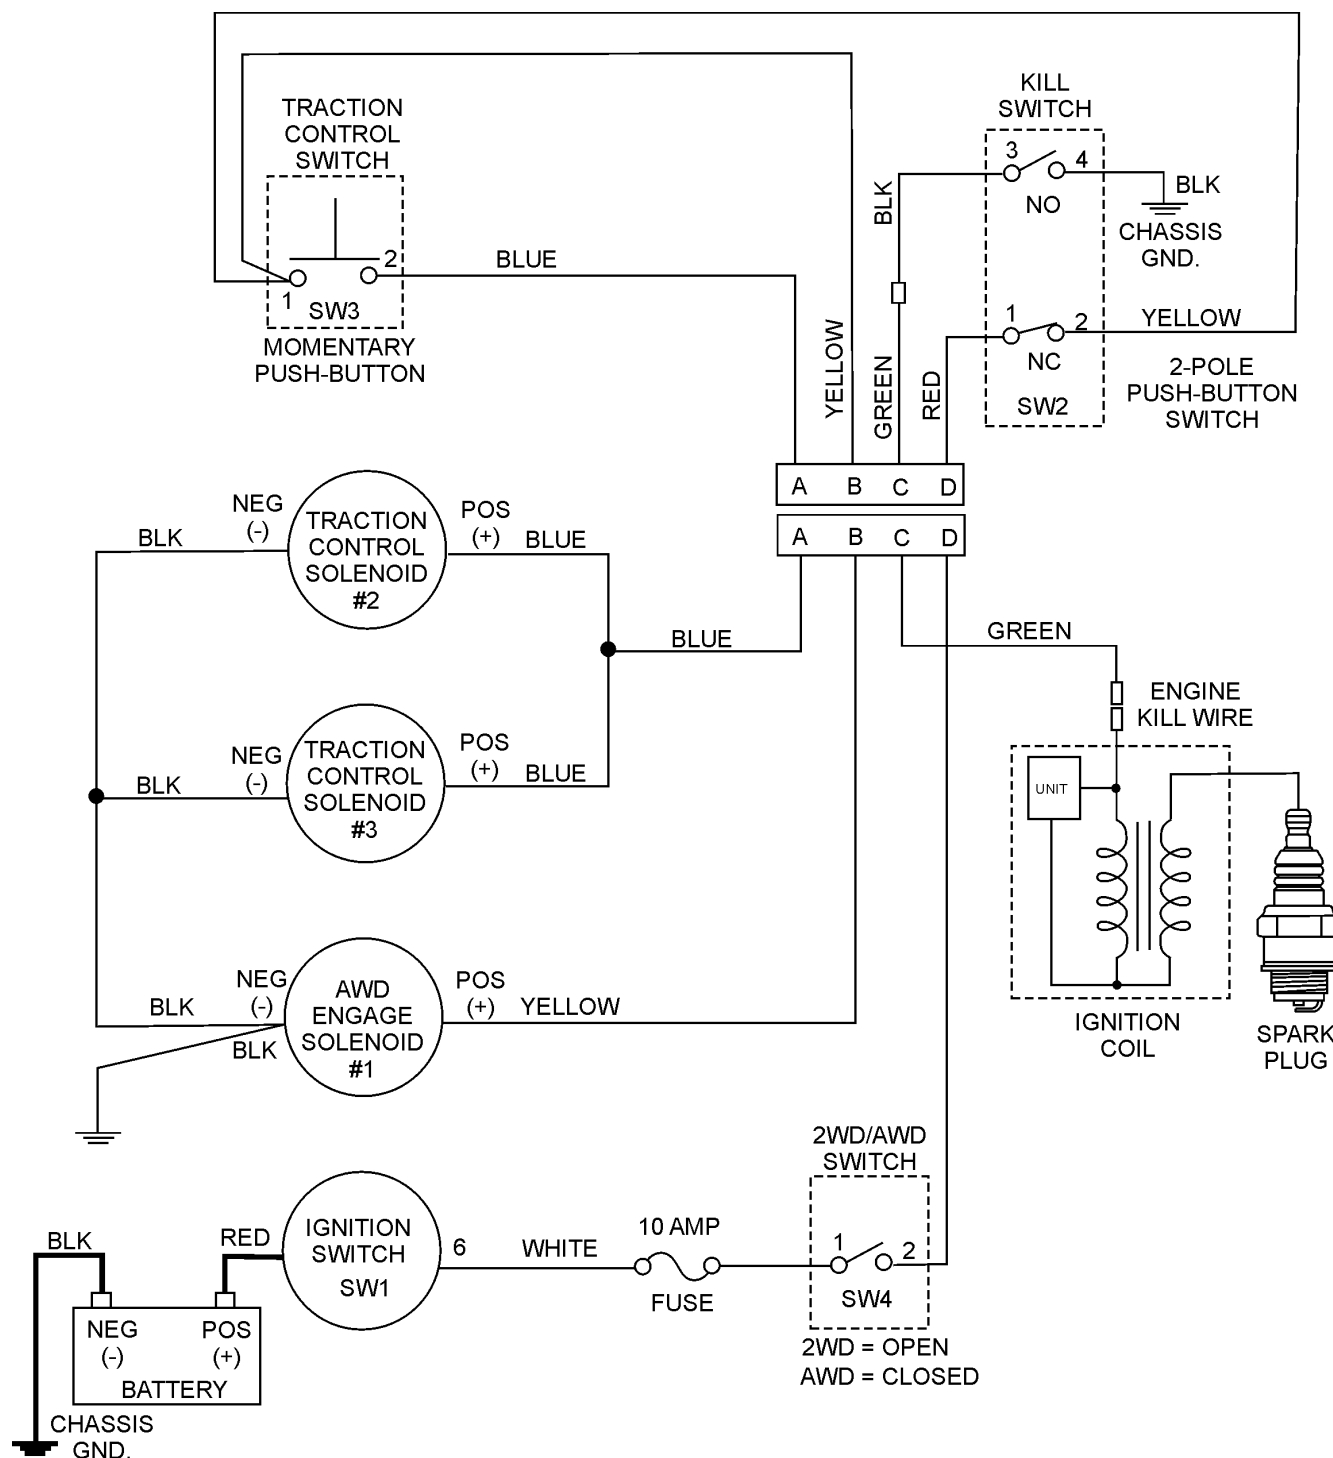 TRACTION
CONTROL
SWITCH
1
2
SW3
MOMENTARY
PUSH-BUTTON
BLUE
YELLOW
BLK
GREEN
RED
KILL
SWITCH
3
4
NO
BLK
CHASSIS
GND.
1
2
NC
SW2
YELLOW
2-POLE
PUSH-BUTTON
SWITCH
A B C D
A B C D
NEG
(-)
BLK
TRACTION
CONTROL
SOLENOID
#2
POS
(+)
BLUE
BLUE
NEG
(-)
BLK
TRACTION
CONTROL
SOLENOID
#3
POS
(+)
BLUE
GREEN
ENGINE
KILL WIRE
UNIT
IGNITION
COIL
SPARK
PLUG
NEG
(-)
BLK
BLK
AWD
ENGAGE
SOLENOID
#1
POS
(+)
YELLOW
2WD/AWD
SWITCH
1
2
SW4
2WD = OPEN
AWD = CLOSED
BLK
RED
IGNITION
SWITCH
SW1
6
WHITE
10 AMP
FUSE
NEG
(-)
POS
(+)
BATTERY
CHASSIS
GND.